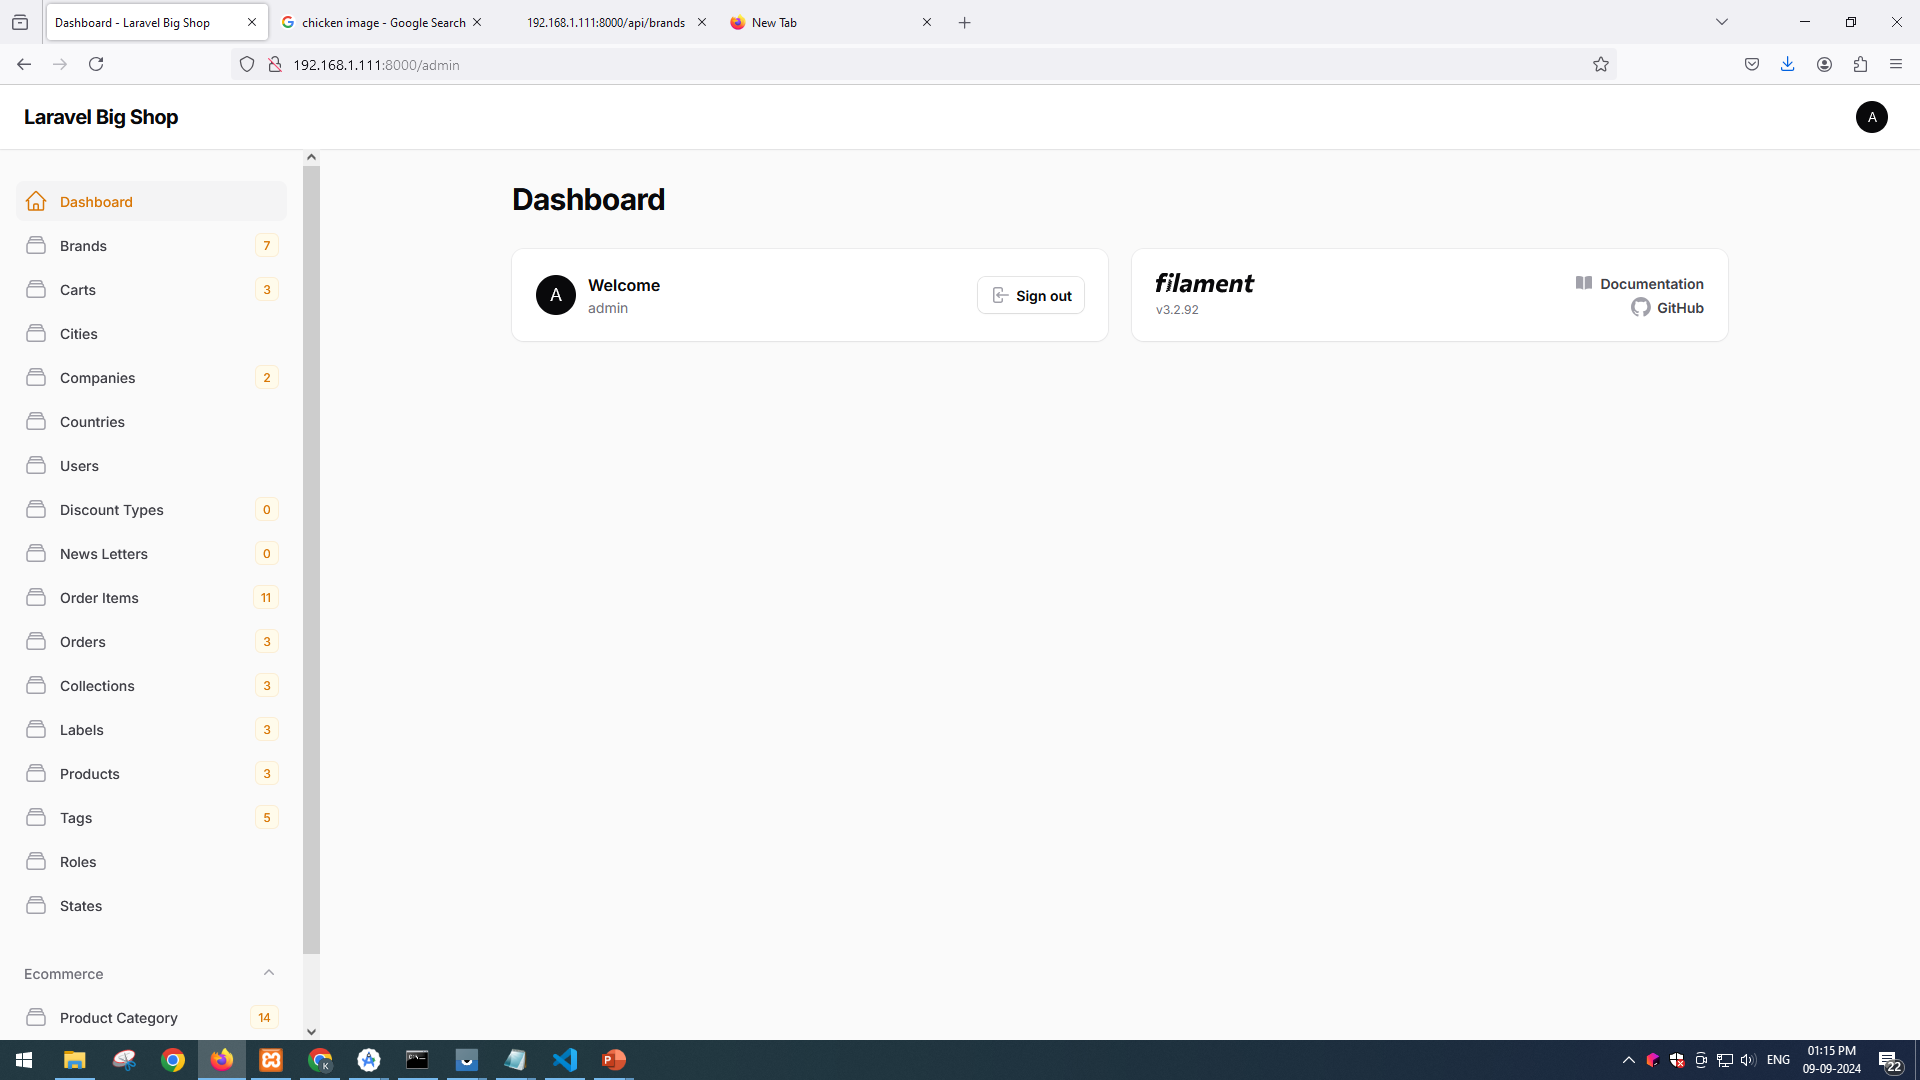 Dashboard - Laravel Big Shop
chicken image - Google Search
192.168.1.111:8000/api/brands
New Tab
192.168.1.111:8000/admin
Laravel Big Shop
A
Dashboard
Brands 7
Carts 3
Cities
Companies 2
Countries
Users
Discount Types 0
News Letters 0
Order Items 11
Orders 3
Collections 3
Labels 3
Products 3
Tags 5
Roles
States
Ecommerce
Product Category 14
Dashboard
A
Welcome
admin
Sign out
filament
v3.2.92
Documentation
GitHub
ENG
01:15 PM
09-09-2024
22